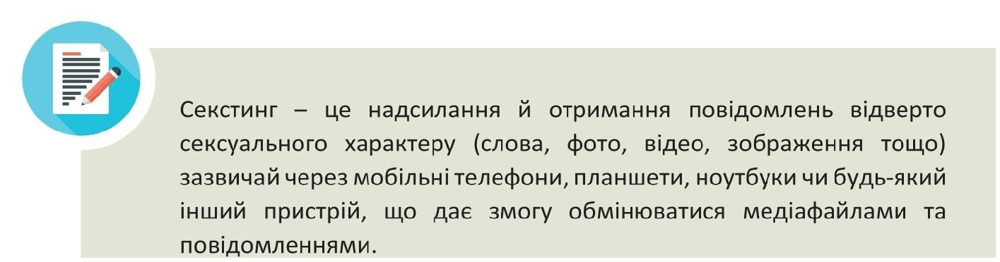 Секстинг – це надсилання й отримання повідомлень відверто
сексуального характеру (слова, фото, відео, зображення тощо)
зазвичай через мобільні телефони, планшети, ноутбуки чи будь-який
інший пристрій, що дає змогу обмінюватися медіафайлами та
повідомленнями.